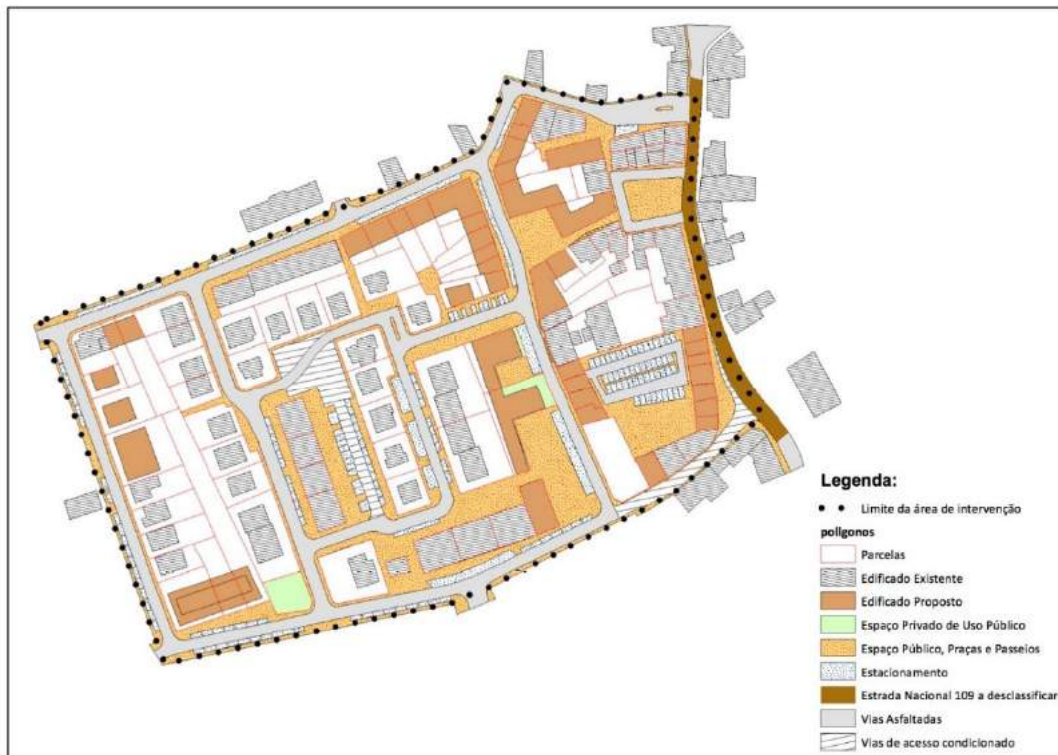 Legenda:
Limite da área de intervenção
polígonos
Parcelas
Edificado Existente
Edificado Proposto
Espaço Privado de Uso Público
Espaço Público, Praças e Passeios
Estacionamento
Estrada Nacional 109 a desclassificar
Vias Asfaltadas
Vias de acesso condicionado